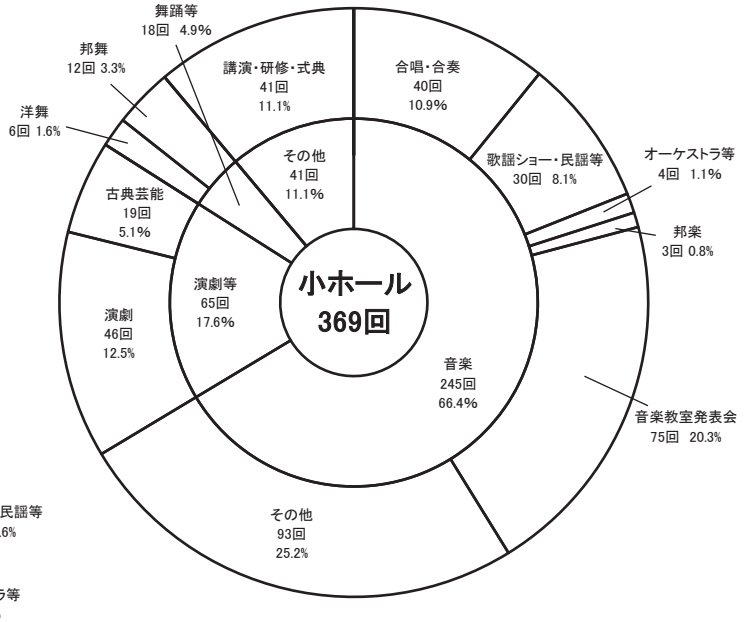 舞踊等
18回 4.9%
邦舞
12回 3.3%
洋舞
6回 1.6%
講演・研修・式典
41回
11.1%
合唱・合奏
40回
10.9%
歌謡ショー・民謡等
30回 8.1%
オーケストラ等
4回 1.1%
邦楽
3回 0.8%
その他
41回
11.1%
古典芸能
19回
5.1%
演劇等
65回
17.6%
演劇
46回
12.5%
小ホール
369回
音楽
245回
66.4%
音楽教室発表会
75回 20.3%
その他
93回
25.2%
民謡等
6%
ラ等